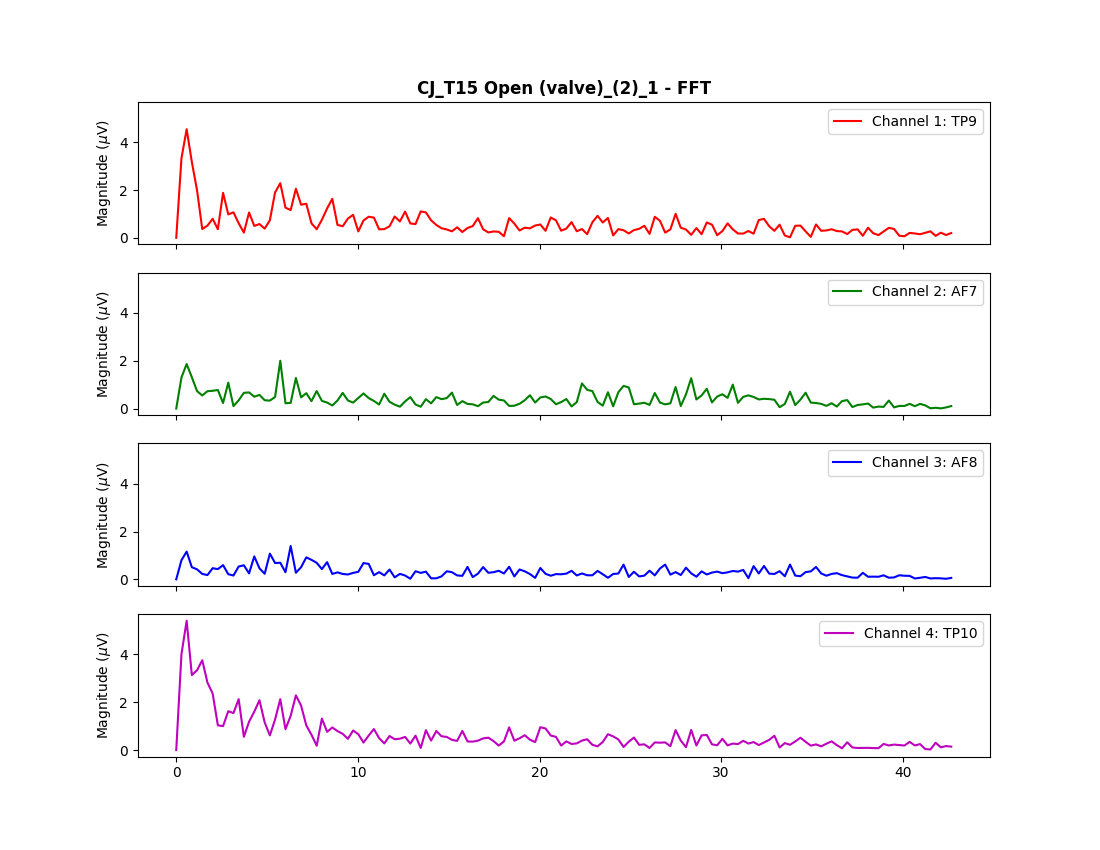 CJ_T15 Open (valve)_(2)_1 - FFT
Magnitude (μV)
4
2
0
Channel 1: TP9
Magnitude (μV)
4
2
0
Channel 2: AF7
Magnitude (μV)
4
2
0
Channel 3: AF8
Magnitude (μV)
4
2
0
Channel 4: TP10
0 10 20 30 40